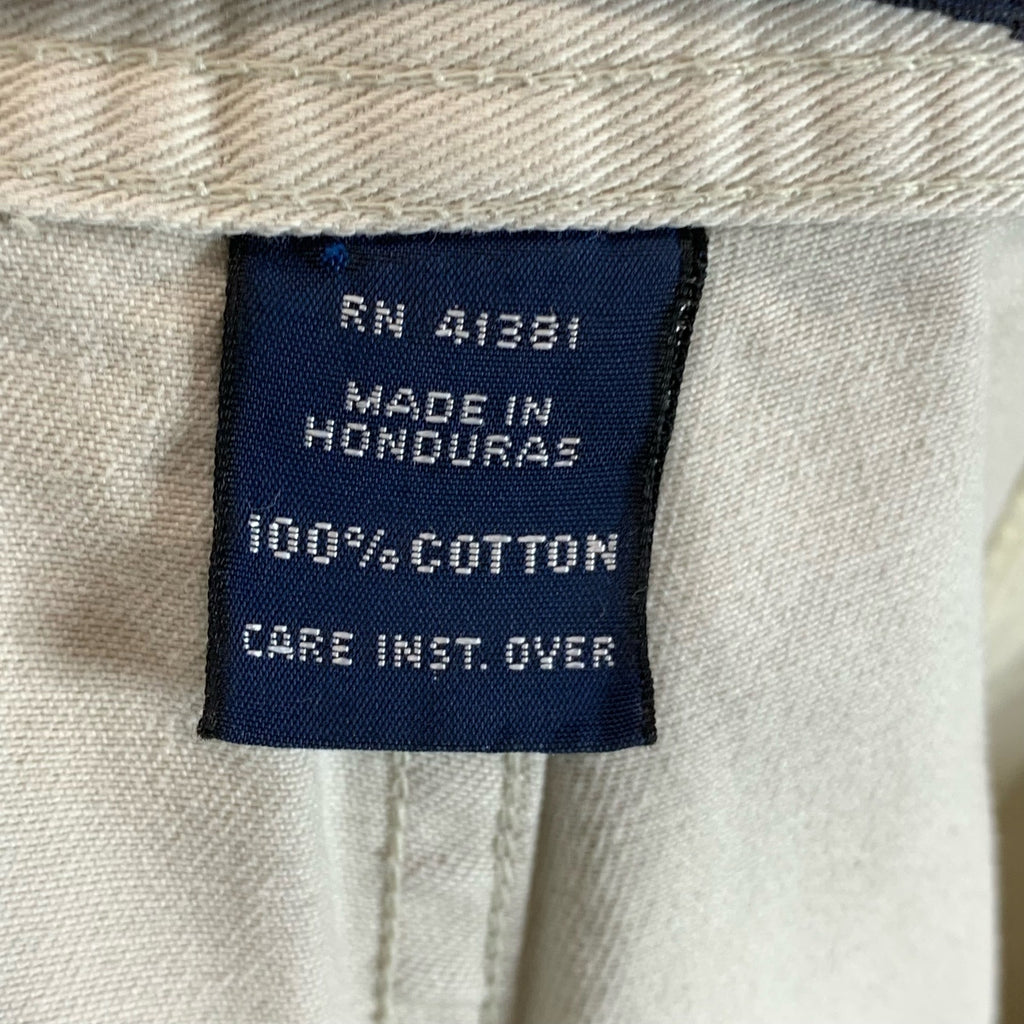 RN 41381
MADE IN
HONDURAS
100% COTTON
CARE INST. OVER